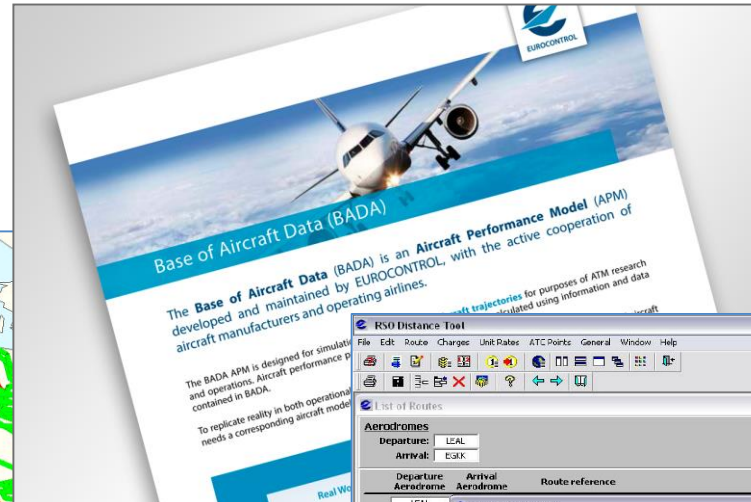 EUROCONTROL
Base of Aircraft Data (BADA)
The Base of Aircraft Data (BADA) is an Aircraft Performance Model (APM)
developed and maintained by EUROCONTROL, with the active cooperation of
aircraft manufacturers and operating airlines.
The BADA APM is designed for simulati
aircraft trajectories for purposes of ATM research
and operations. Aircraft performance p
culated using information and data
contained in BADA.
aircraft
To replicate reality in both operational
needs a corresponding aircraft model
Real Wo
RSO Distance Tool
File Edit Route Charges Unit Rates ATC Points General Window Help
List of Routes
Aerodromes
Departure: LEAL
Arrival: EGKK
Departure Aerodrome Arrival Aerodrome Route reference
LEAL